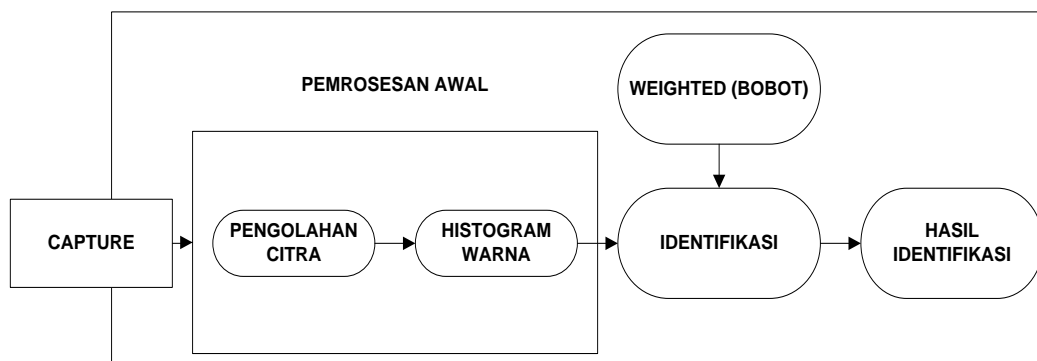 PEMROSESAN AWAL
WEIGHTED (BOBOT)
CAPTURE
PENGOLAHAN
CITRA
HISTOGRAM
WARNA
IDENTIFIKASI
HASIL
IDENTIFIKASI